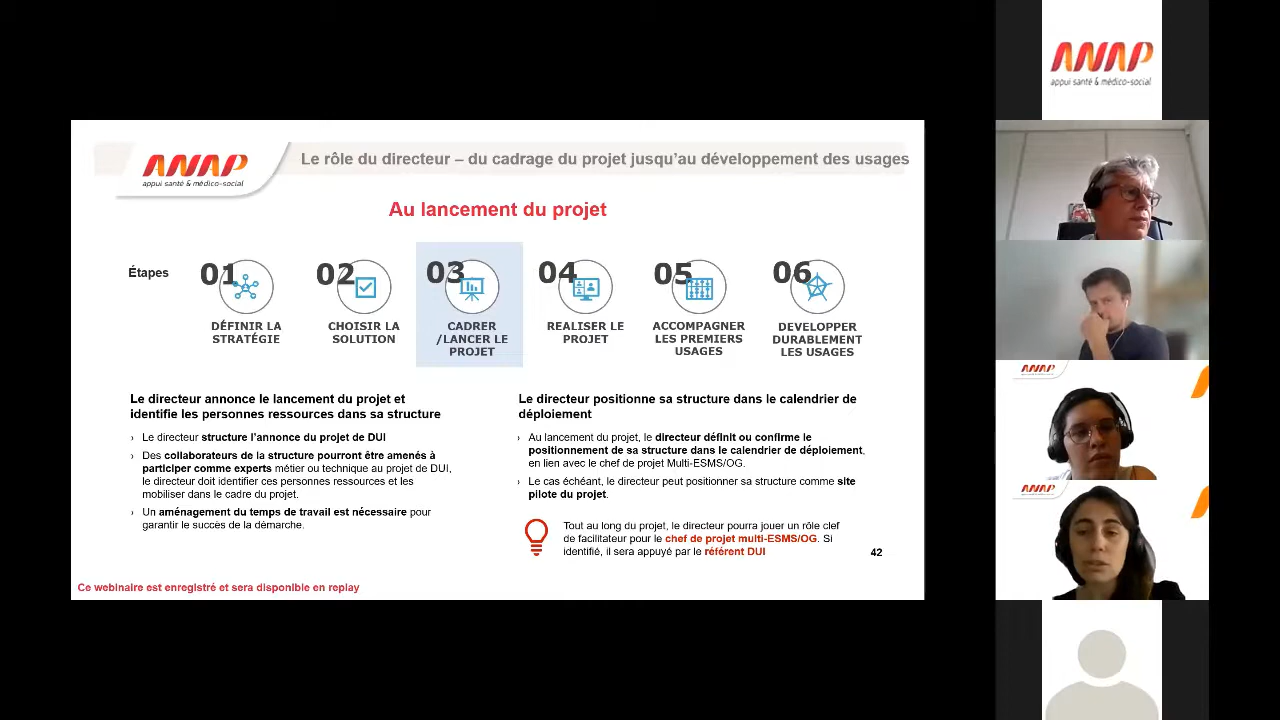 ANAP
appui santé & médico-social
Le rôle du directeur – du cadrage du projet jusqu'au développement des usages
Au lancement du projet
Étapes
01
DÉFINIR LA
STRATÉGIE
02
CHOISIR LA
SOLUTION
03
CADRER
/LANCER LE
PROJET
04
REALISER LE
PROJET
05
ACCOMPAGNER
LES PREMIERS
USAGES
06
DEVELOPPER
DURABLEMENT
LES USAGES
Le directeur annonce le lancement du projet et
identifie les personnes ressources dans sa structure
› Le directeur structure l'annonce du projet de DUI
› Des collaborateurs de la structure pourront être amenés à
participer comme experts métier ou technique au projet de DUI,
le directeur doit identifier ces personnes ressources et les
mobiliser dans le cadre du projet.
› Un aménagement du temps de travail est nécessaire pour
garantir le succès de la démarche.
Le directeur positionne sa structure dans le calendrier de
déploiement
› Au lancement du projet, le directeur définit ou confirme le
positionnement de sa structure dans le calendrier de déploiement,
en lien avec le chef de projet Multi-ESMS/OG.
› Le cas échéant, le directeur peut positionner sa structure comme site
pilote du projet.
Tout au long du projet, le directeur pourra jouer un rôle clef
de facilitateur pour le chef de projet multi-ESMS/OG. Si
identifié, il sera appuyé par le référent DUI
42
Ce webinaire est enregistré et sera disponible en replay
ANAP
appui santé & médico-social
ANAP
appui santé & médico-social
ANAP
appui santé & médico-social